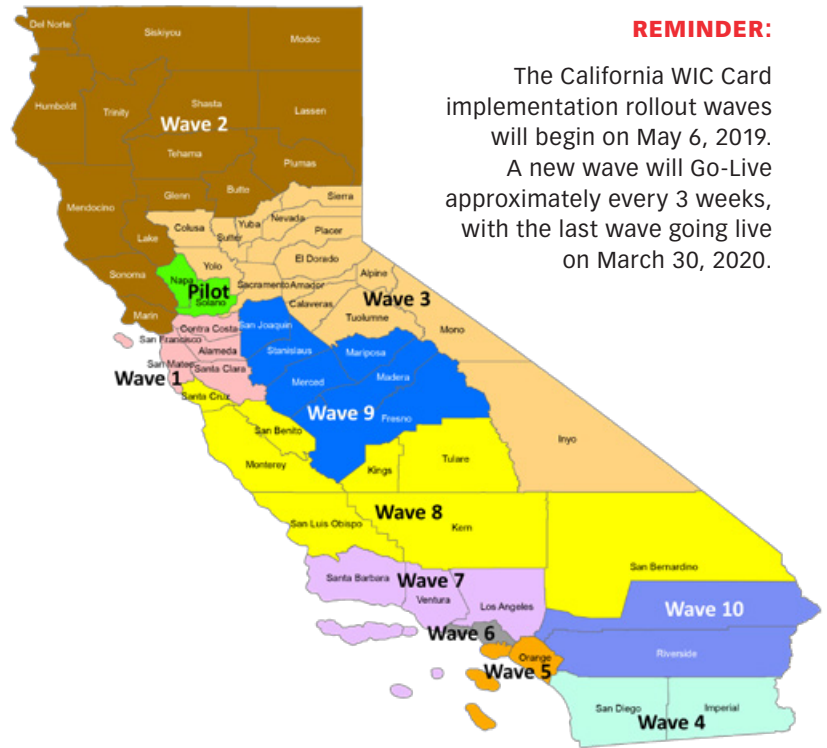 REMINDER:
The California WIC Card
implementation rollout waves
will begin on May 6, 2019.
A new wave will Go-Live
approximately every 3 weeks,
with the last wave going live
on March 30, 2020.
Del Norte
Siskiyou
Modoc
Humboldt
Trinity
Shasta
Lassen
Wave 2
Tehama
Plumas
Mendocino
Glenn
Butte
Sierra
Colusa
Sutter
Yuba
Nevada
Placer
Lake
El Dorado
Sonoma
Napa
Yolo
Sacramento
Amador
Alpine
Pilot
Solano
Calaveras
Wave 3
Marin
Tuolumne
Mono
Contra Costa
San Joaquin
San Francisco
Alameda
Stanislaus
Mariposa
San Mateo
Santa Clara
Wave 1
Merced
Madera
Santa Cruz
Wave 9
Fresno
San Benito
Inyo
Monterey
Kings
Tulare
San Luis Obispo
Wave 8
Kern
San Bernardino
Santa Barbara
Wave 7
Ventura
Los Angeles
Wave 10
Wave 6
Orange
Riverside
Wave 5
San Diego
Imperial
Wave 4